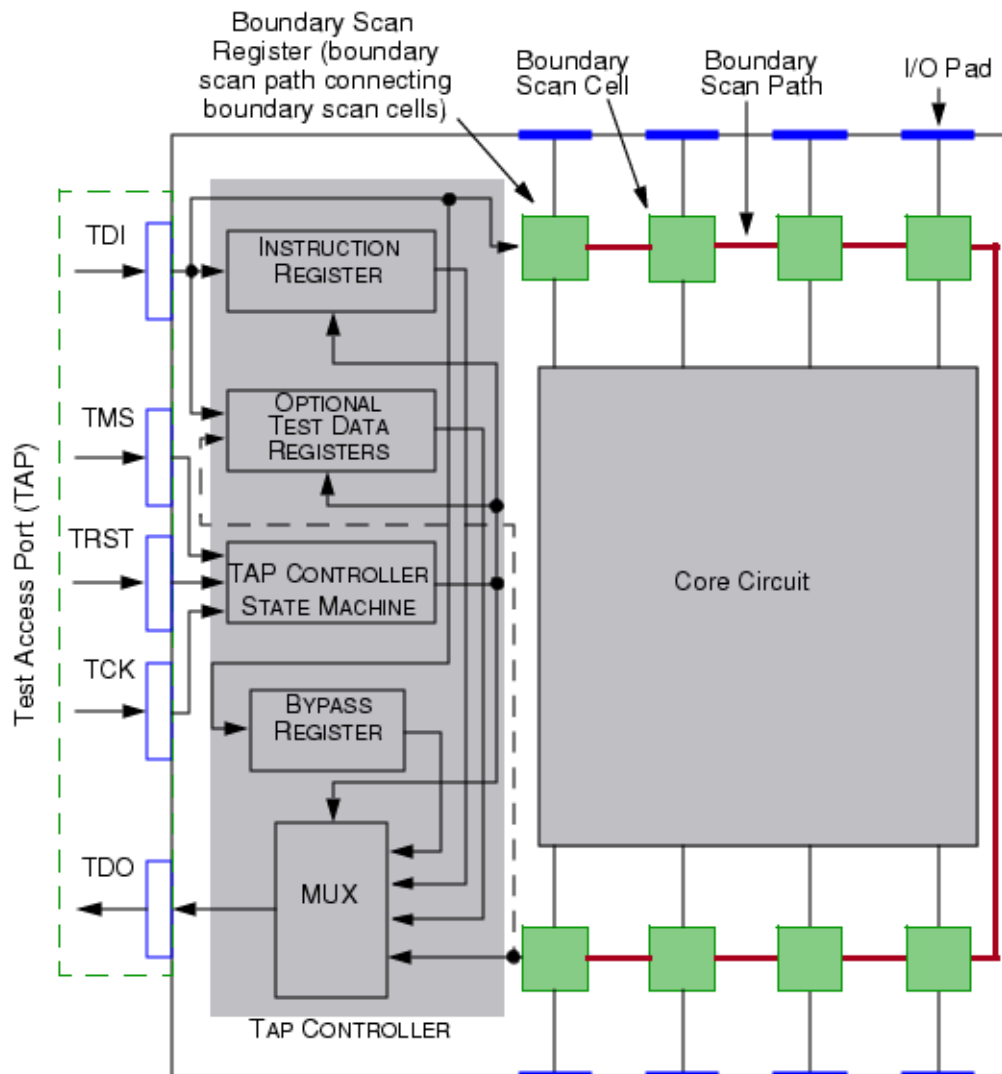 Boundary Scan
Register (boundary
scan path connecting
boundary scan cells)
Boundary
Scan Cell
Boundary
Scan Path
I/O Pad
TDI
INSTRUCTION
REGISTER
TMS
OPTIONAL
TEST DATA
REGISTERS
Test Access Port (TAP)
TRST
TAP CONTROLLER
STATE MACHINE
Core Circuit
TCK
BYPASS
REGISTER
TDO
MUX
TAP CONTROLLER